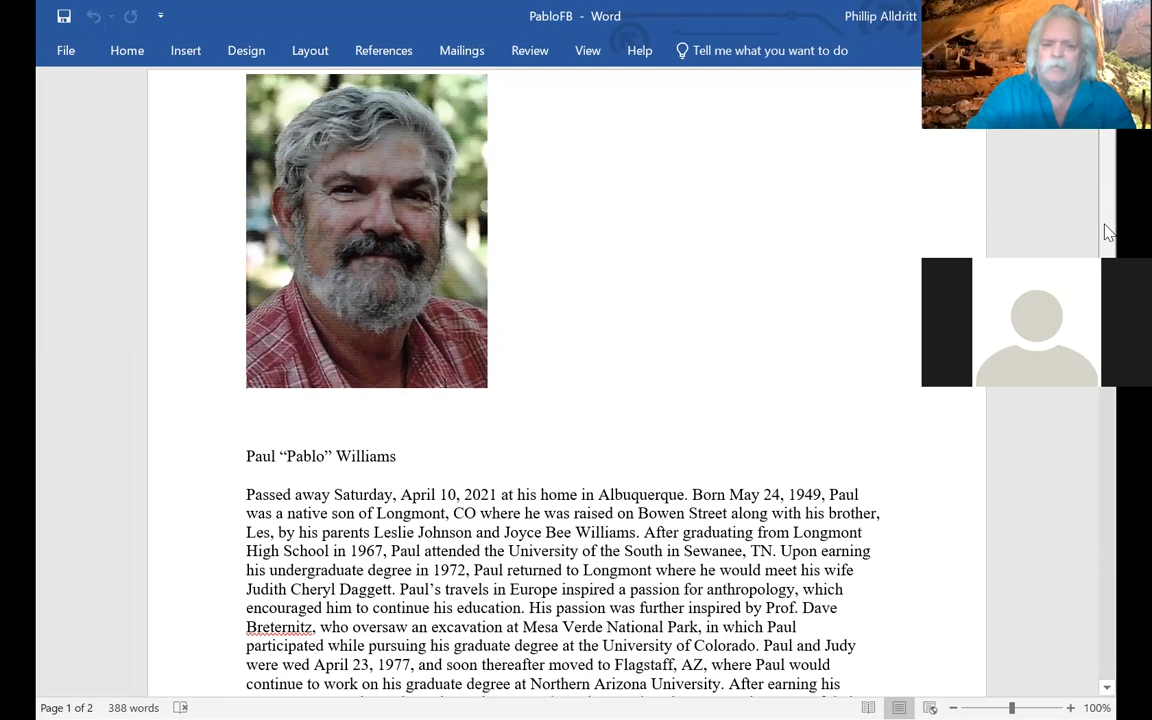 PabloFB - Word
Phillip Alldritt
File Home Insert Design Layout References Mailings Review View Help Tell me what you want to do
Paul “Pablo” Williams
Passed away Saturday, April 10, 2021 at his home in Albuquerque. Born May 24, 1949, Paul
was a native son of Longmont, CO where he was raised on Bowen Street along with his brother,
Les, by his parents Leslie Johnson and Joyce Bee Williams. After graduating from Longmont
High School in 1967, Paul attended the University of the South in Sewanee, TN. Upon earning
his undergraduate degree in 1972, Paul returned to Longmont where he would meet his wife
Judith Cheryl Daggett. Paul’s travels in Europe inspired a passion for anthropology, which
encouraged him to continue his education. His passion was further inspired by Prof. Dave
Breternitz, who oversaw an excavation at Mesa Verde National Park, in which Paul
participated while pursuing his graduate degree at the University of Colorado. Paul and Judy
were wed April 23, 1977, and soon thereafter moved to Flagstaff, AZ, where Paul would
continue to work on his graduate degree at Northern Arizona University. After earning his
Page 1 of 2 388 words 100%